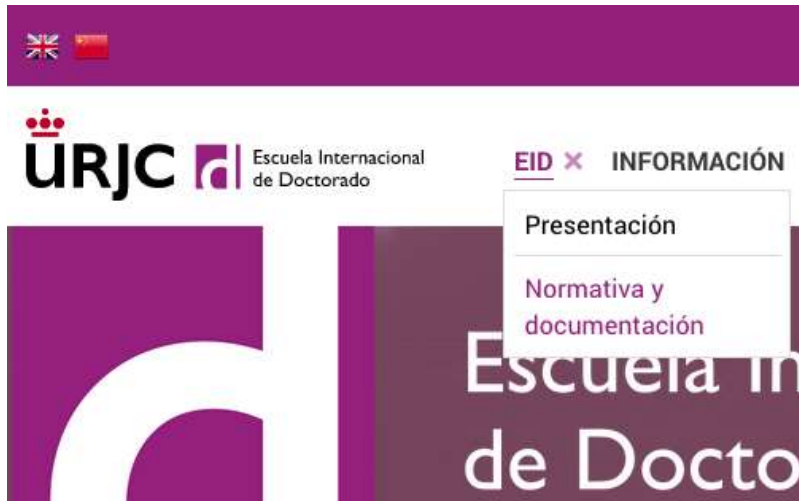 URJC
Escuela Internacional
de Doctorado
EID × INFORMACIÓN
Presentación
Normativa y
documentación
Escuela In
de Docto